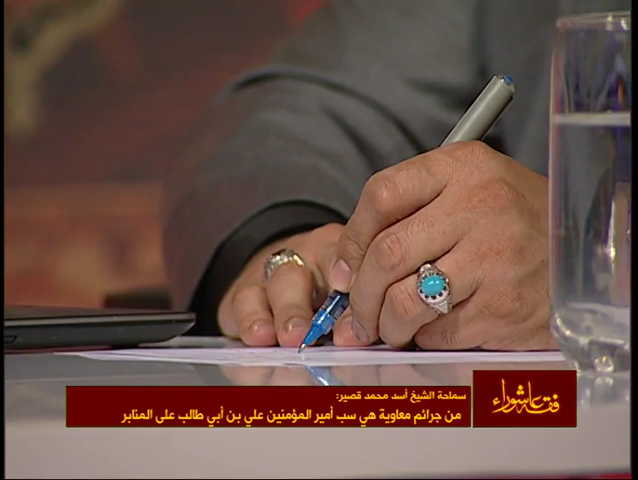 سماحة الشيخ أسد محمد قصير:
من جرائم معاوية هي سب أمير المؤمنين علي بن أبي طالب على المنابر
فقه عاشوراء